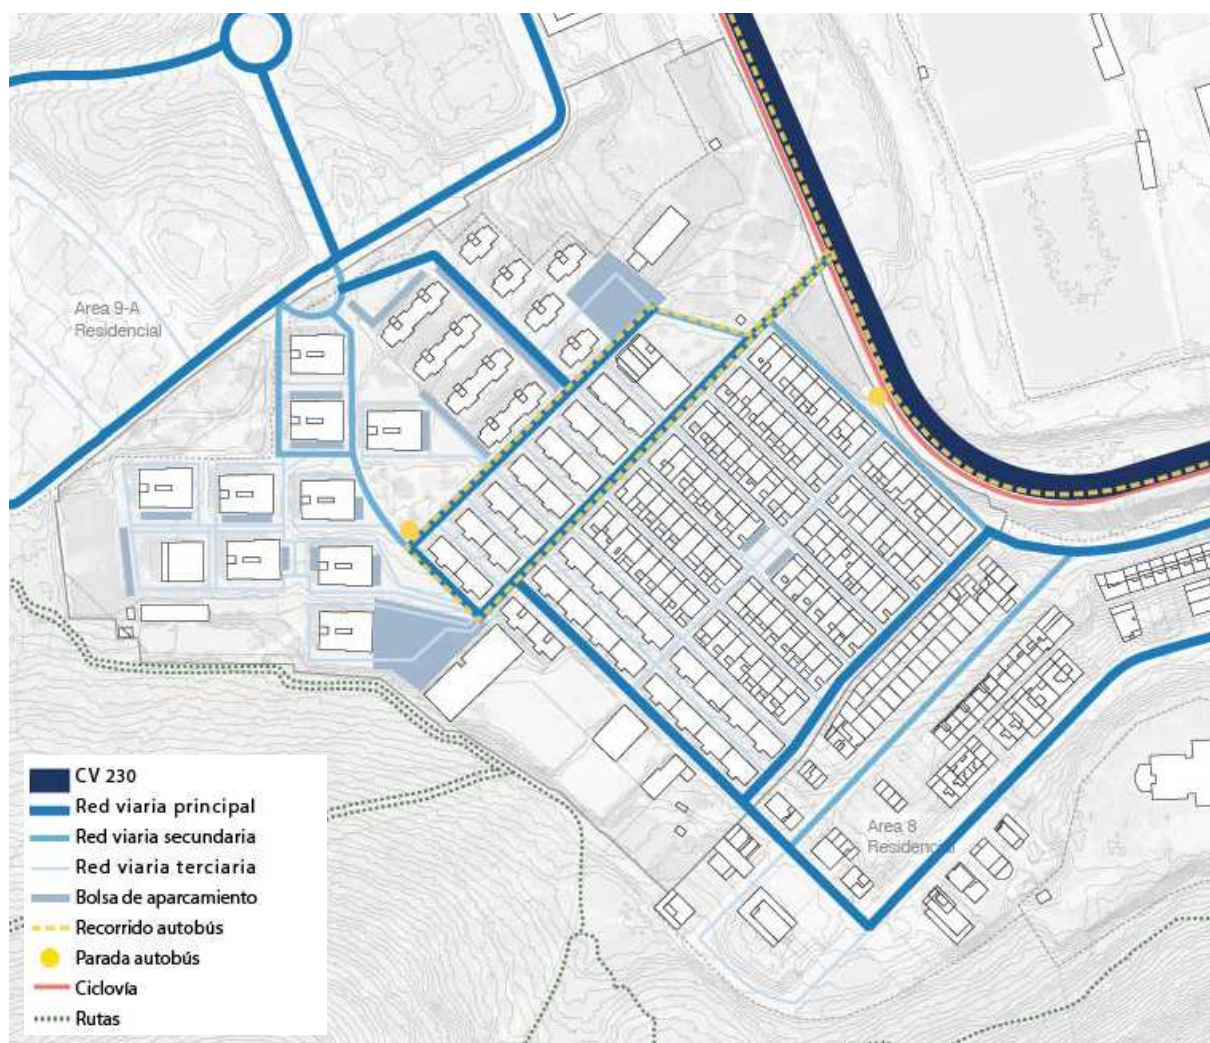 Area 9-A
Residencial
CV 230
Red viaria principal
Red viaria secundaria
Red viaria terciaria
Bolsa de aparcamiento
Recorrido autobús
Parada autobús
Ciclovía
Rutas
Area 8
Residencial